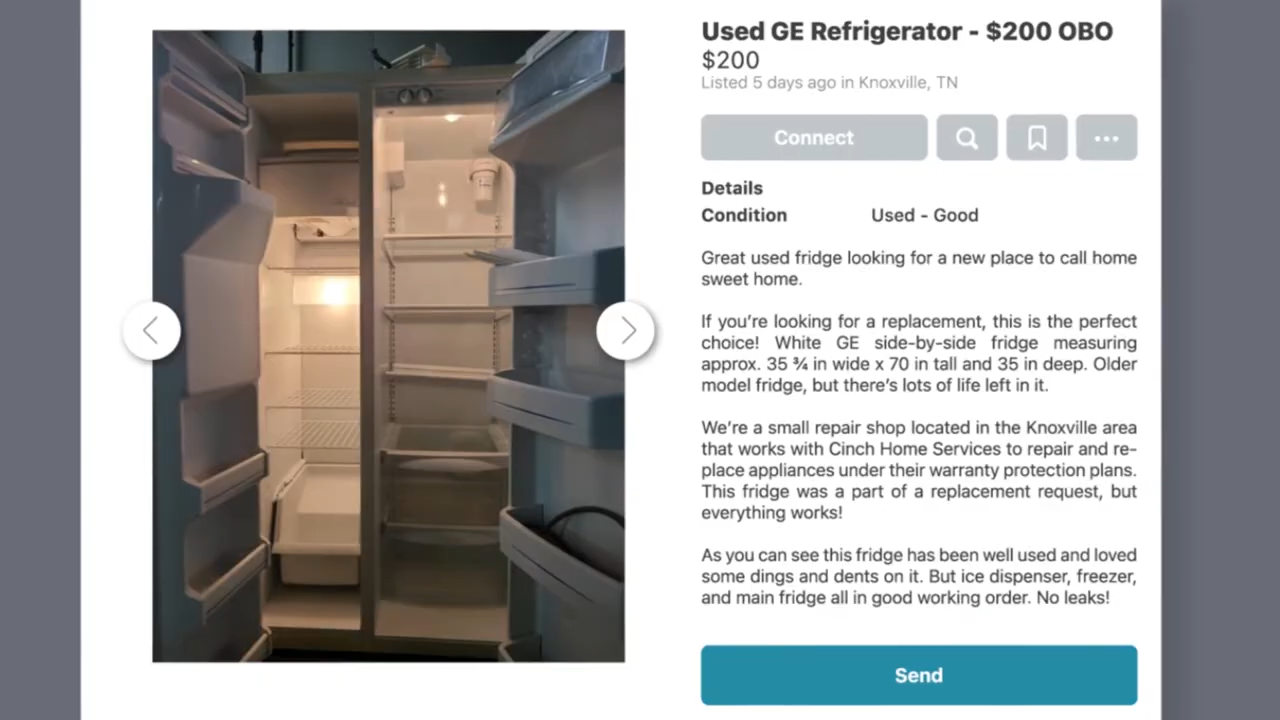 Used GE Refrigerator - $200 OBO
$200
Listed 5 days ago in Knoxville, TN
Connect
Details
Condition Used - Good
Great used fridge looking for a new place to call home
sweet home.
If you’re looking for a replacement, this is the perfect
choice! White GE side-by-side fridge measuring
approx. 35 ¾ in wide x 70 in tall and 35 in deep. Older
model fridge, but there’s lots of life left in it.
We’re a small repair shop located in the Knoxville area
that works with Cinch Home Services to repair and re-
place appliances under their warranty protection plans.
This fridge was a part of a replacement request, but
everything works!
As you can see this fridge has been well used and loved
some dings and dents on it. But ice dispenser, freezer,
and main fridge all in good working order. No leaks!
Send